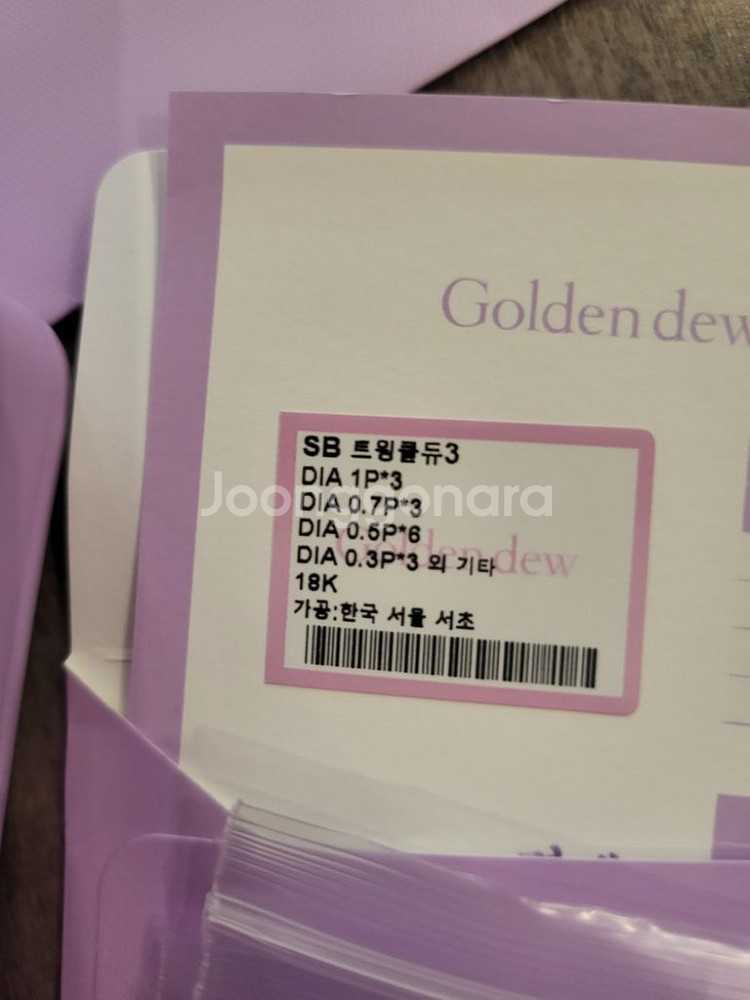 Golden dew
SB 트윙클듀3
DIA 1P*3
Joonggonara
DIA 0.7P*3
DIA 0.5P*6
Golden dew
DIA 0.3P*3 외 기타
18K
가공:한국 서울 서초